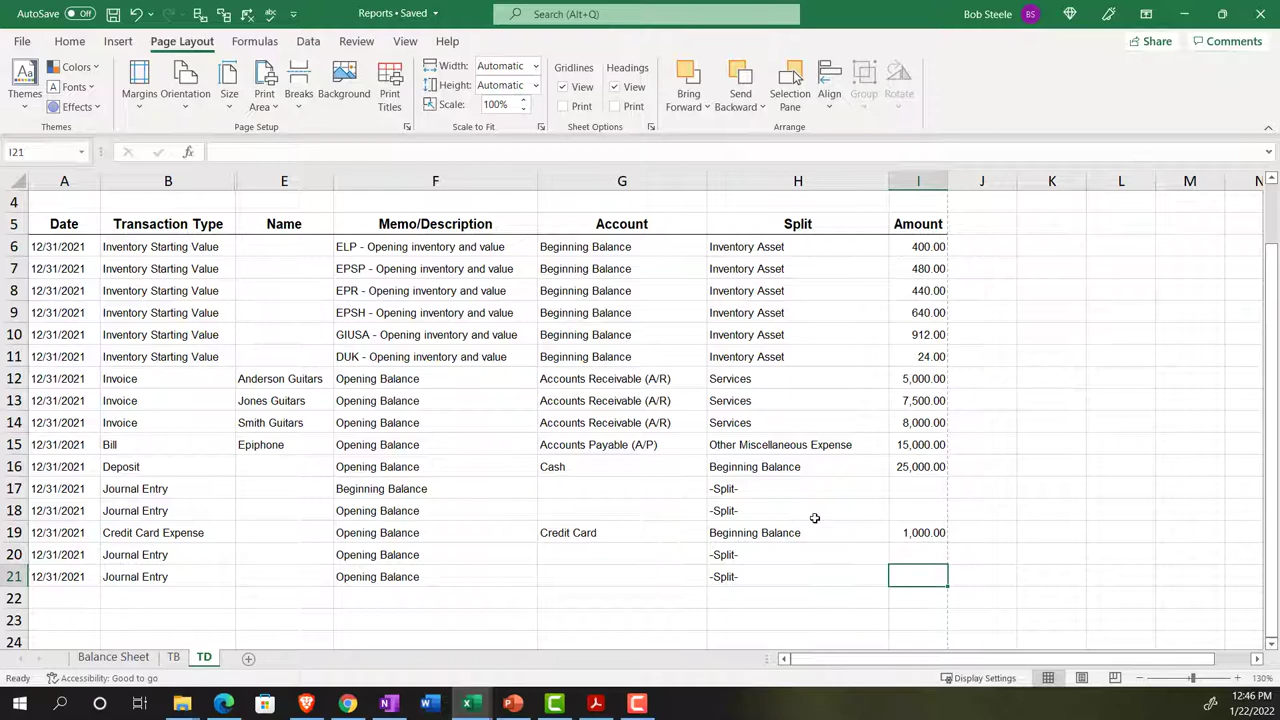 AutoSave Off Reports • Saved Search (Alt+Q) Bob Steele BS
File Home Insert Page Layout Formulas Data Review View Help Share Comments
Themes Colors Fonts Effects Margins Orientation Size Print Area Breaks Background Print Titles Width: Automatic Height: Automatic Scale: 100% Gridlines View Print Headings View Print Bring Forward Send Backward Selection Pane Align Group Rotate
Themes Page Setup Scale to Fit Sheet Options Arrange
I21 fx
A B E F G H I J K L M N
4
5 Date Transaction Type Name Memo/Description Account Split Amount
6 12/31/2021 Inventory Starting Value ELP - Opening inventory and value Beginning Balance Inventory Asset 400.00
7 12/31/2021 Inventory Starting Value EPSP - Opening inventory and value Beginning Balance Inventory Asset 480.00
8 12/31/2021 Inventory Starting Value EPR - Opening inventory and value Beginning Balance Inventory Asset 440.00
9 12/31/2021 Inventory Starting Value EPSH - Opening inventory and value Beginning Balance Inventory Asset 640.00
10 12/31/2021 Inventory Starting Value GIUSA - Opening inventory and value Beginning Balance Inventory Asset 912.00
11 12/31/2021 Inventory Starting Value DUK - Opening inventory and value Beginning Balance Inventory Asset 24.00
12 12/31/2021 Invoice Anderson Guitars Opening Balance Accounts Receivable (A/R) Services 5,000.00
13 12/31/2021 Invoice Jones Guitars Opening Balance Accounts Receivable (A/R) Services 7,500.00
14 12/31/2021 Invoice Smith Guitars Opening Balance Accounts Receivable (A/R) Services 8,000.00
15 12/31/2021 Bill Epiphone Opening Balance Accounts Payable (A/P) Other Miscellaneous Expense 15,000.00
16 12/31/2021 Deposit Opening Balance Cash Beginning Balance 25,000.00
17 12/31/2021 Journal Entry Beginning Balance -Split-
18 12/31/2021 Journal Entry Opening Balance -Split-
19 12/31/2021 Credit Card Expense Opening Balance Credit Card Beginning Balance 1,000.00
20 12/31/2021 Journal Entry Opening Balance -Split-
21 12/31/2021 Journal Entry Opening Balance -Split-
22
23
24
Balance Sheet TB TD
Ready Accessibility: Good to go Display Settings 130%
12:46 PM
1/22/2022